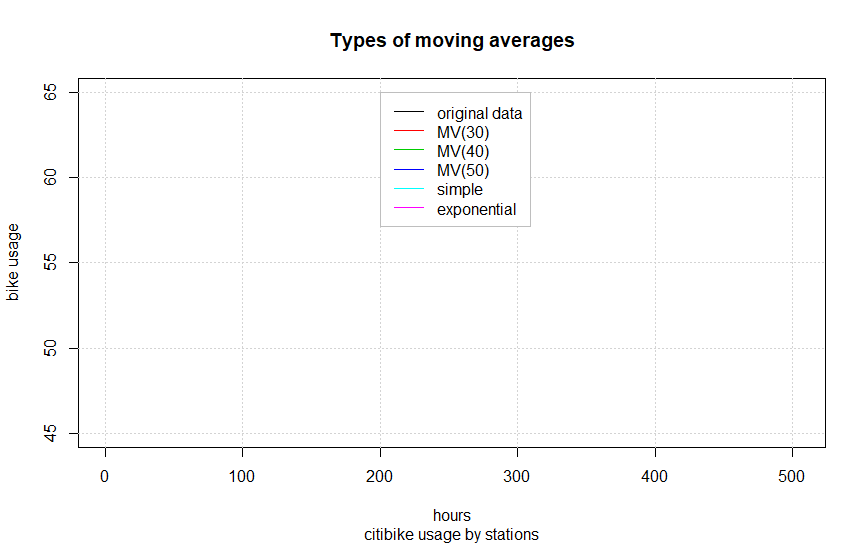 Types of moving averages
65
60
55
50
45
bike usage
original data
MV(30)
MV(40)
MV(50)
simple
exponential
0 100 200 300 400 500
hours
citibike usage by stations